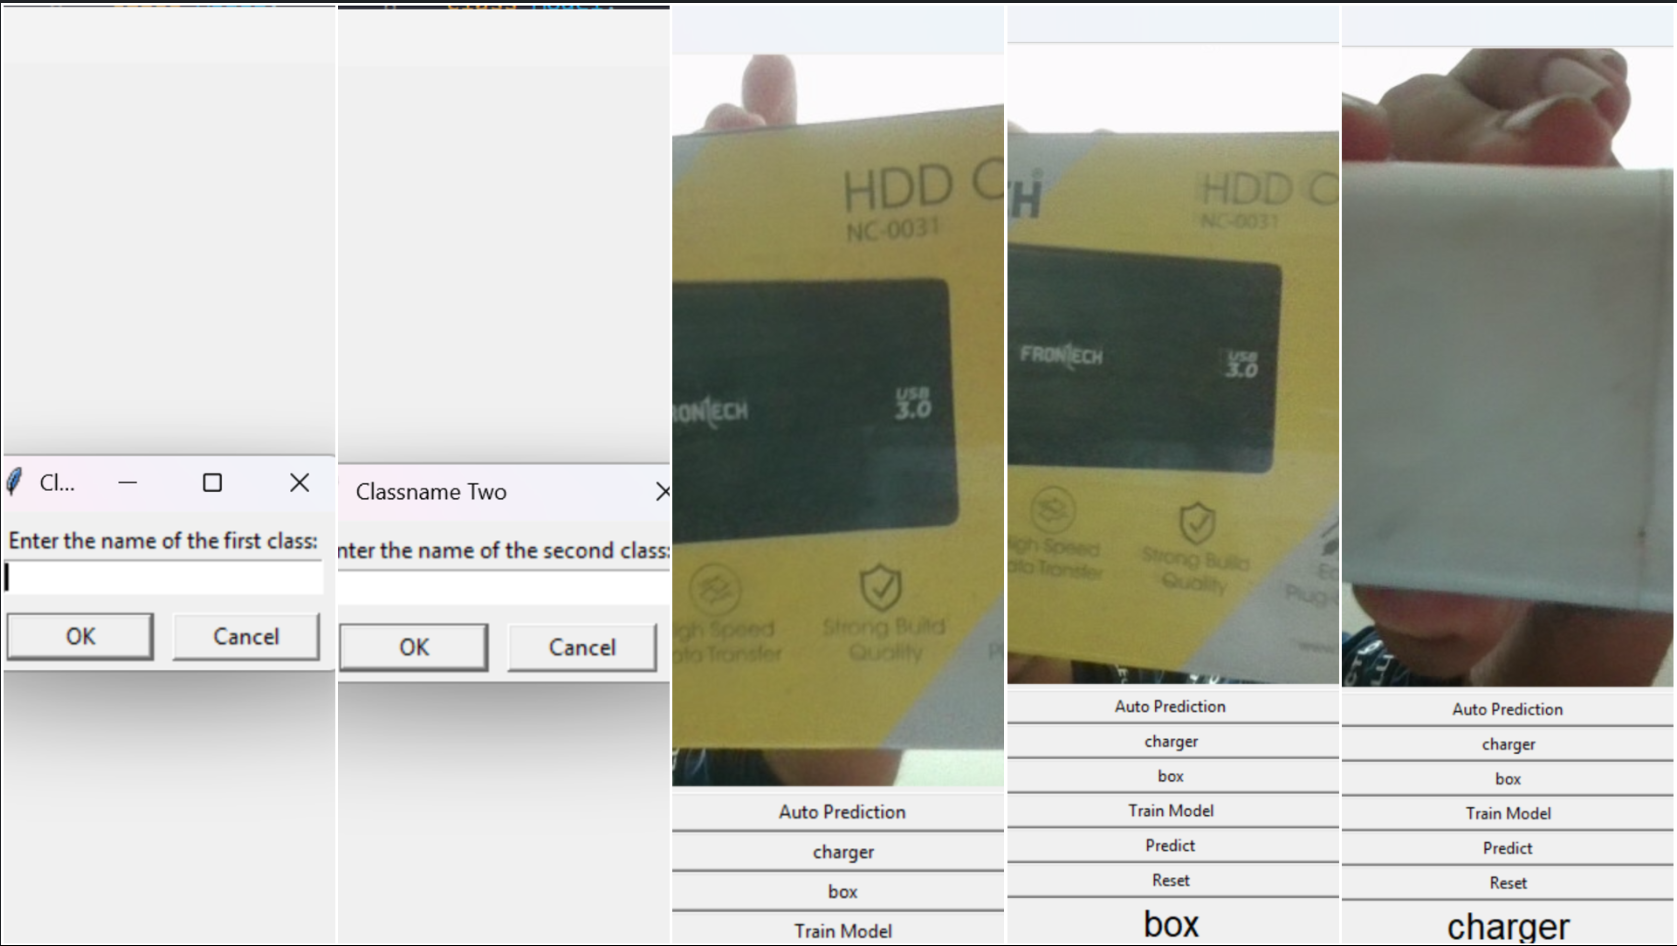 Cl...
Enter the name of the first class:
OK
Cancel
Classname Two
nter the name of the second class:
OK
Cancel
HDD C
NC-0031
RONTECH
USB
3.0
igh Speed
ata Transfer
Strong Build
Quality
P
Auto Prediction
charger
box
Train Model
H®
HDD C
NC-0031
FRONTECH
USB
3.0
igh Speed
ata Transfer
Strong Build
Quality
Plug-
www.
Auto Prediction
charger
box
Train Model
Predict
Reset
box
Auto Prediction
charger
box
Train Model
Predict
Reset
charger